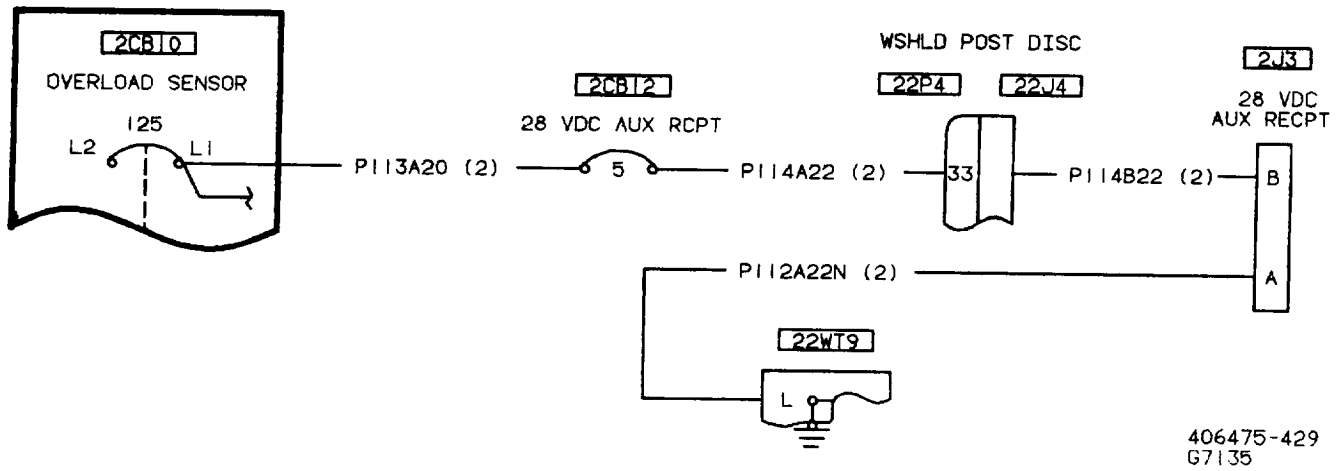 2CB10
OVERLOAD SENSOR
125
L2
L1
P113A20 (2)
2CB12
28 VDC AUX RCPT
5
P114A22 (2)
WSHLD POST DISC
22P4
22J4
33
P114B22 (2)
2J3
28 VDC
AUX RECPT
B
A
P112A22N (2)
22WT9
L
406475-429
G7135